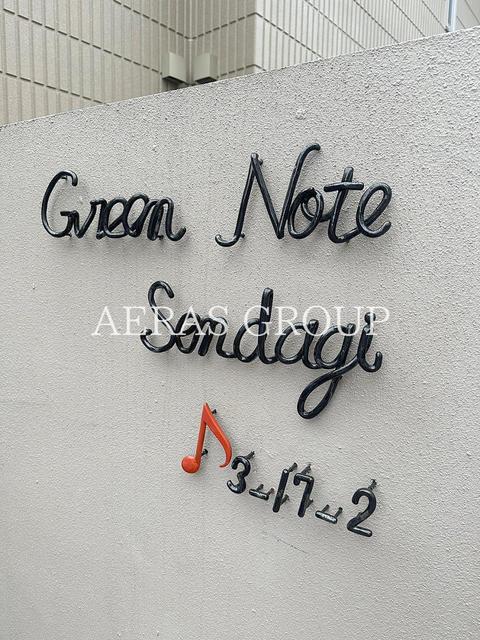 Green Note
Sendagi
AERAS GROUP
3-17-2